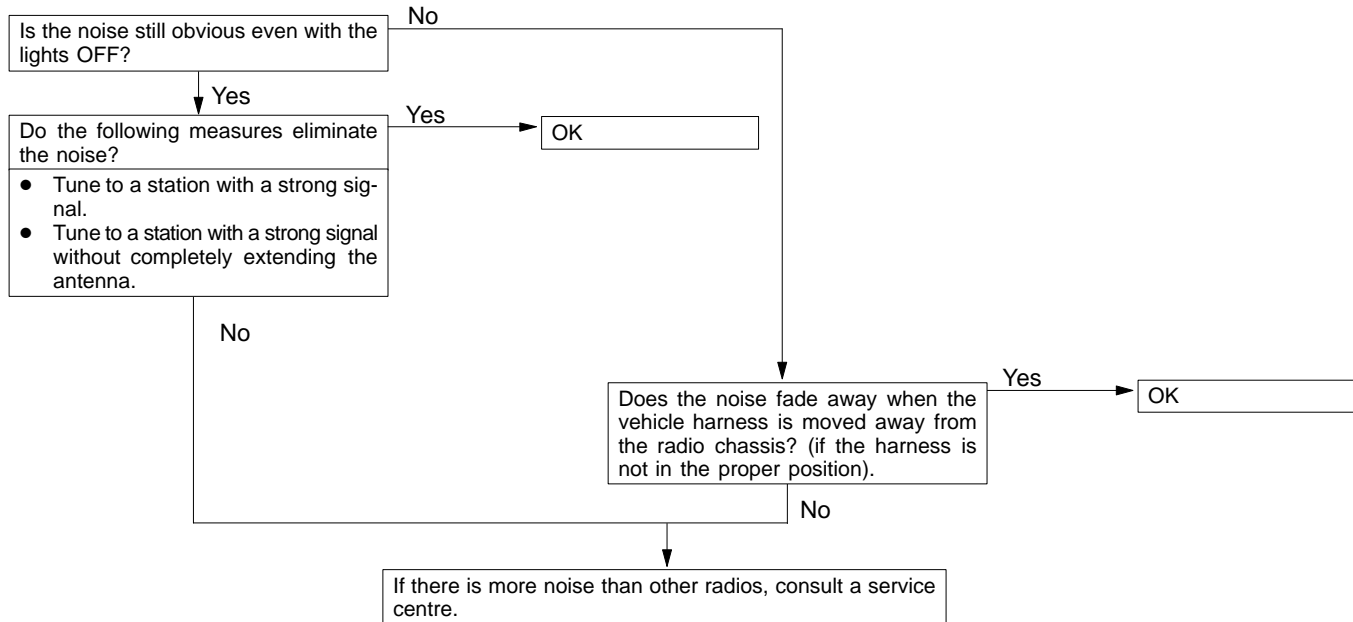 No
Is the noise still obvious even with the
lights OFF?
Yes
Do the following measures eliminate
the noise?
Yes
OK
● Tune to a station with a strong sig-
nal.
● Tune to a station with a strong signal
without completely extending the
antenna.
No
Does the noise fade away when the
vehicle harness is moved away from
the radio chassis? (if the harness is
not in the proper position).
Yes
OK
No
If there is more noise than other radios, consult a service
centre.